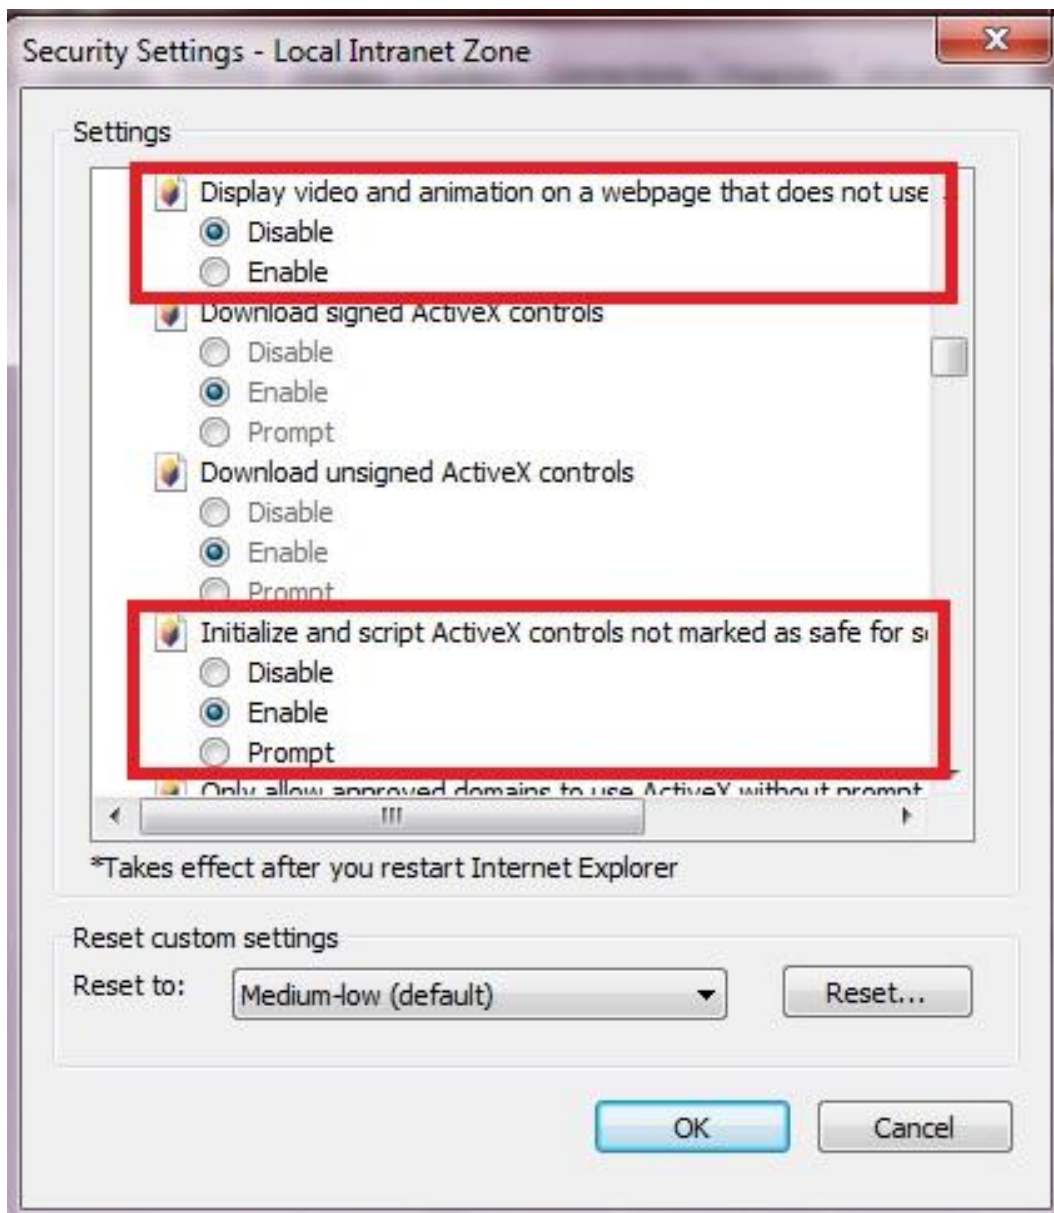 Security Settings - Local Intranet Zone
Settings
Display video and animation on a webpage that does not use
Disable
Enable
Download signed ActiveX controls
Disable
Enable
Prompt
Download unsigned ActiveX controls
Disable
Enable
Prompt
Initialize and script ActiveX controls not marked as safe for s
Disable
Enable
Prompt
Only allow approved domains to use ActiveX without prompt
*Takes effect after you restart Internet Explorer
Reset custom settings
Reset to:
Medium-low (default)
Reset...
OK
Cancel